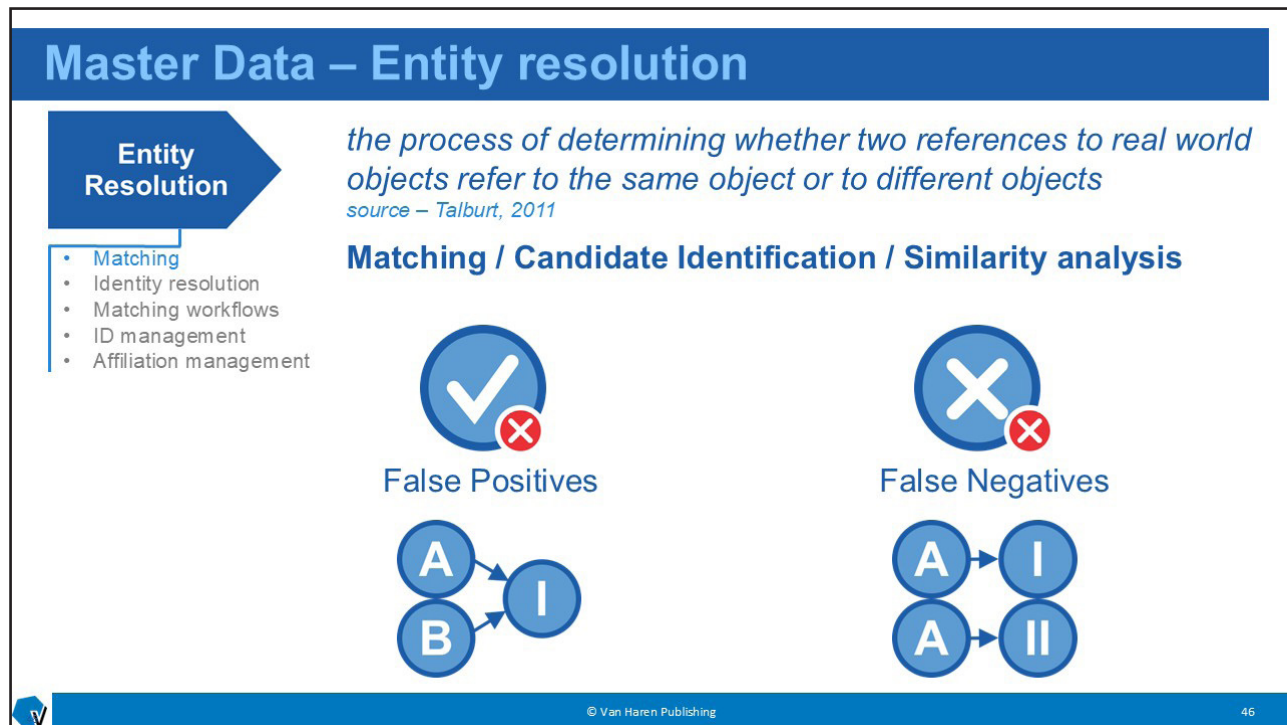 Master Data – Entity resolution
Entity
Resolution
• Matching
• Identity resolution
• Matching workflows
• ID management
• Affiliation management
the process of determining whether two references to real world
objects refer to the same object or to different objects
source – Talburt, 2011
Matching / Candidate Identification / Similarity analysis
False Positives
False Negatives
A
B
I
A
I
A
II
© Van Haren Publishing
46